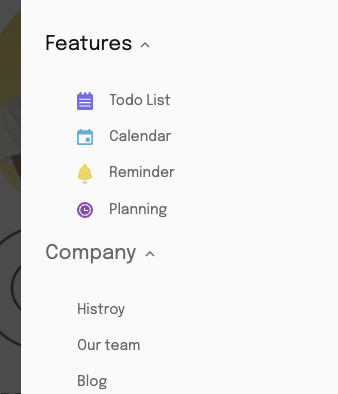 Features
Todo List
Calendar
Reminder
Planning
Company
Histroy
Our team
Blog